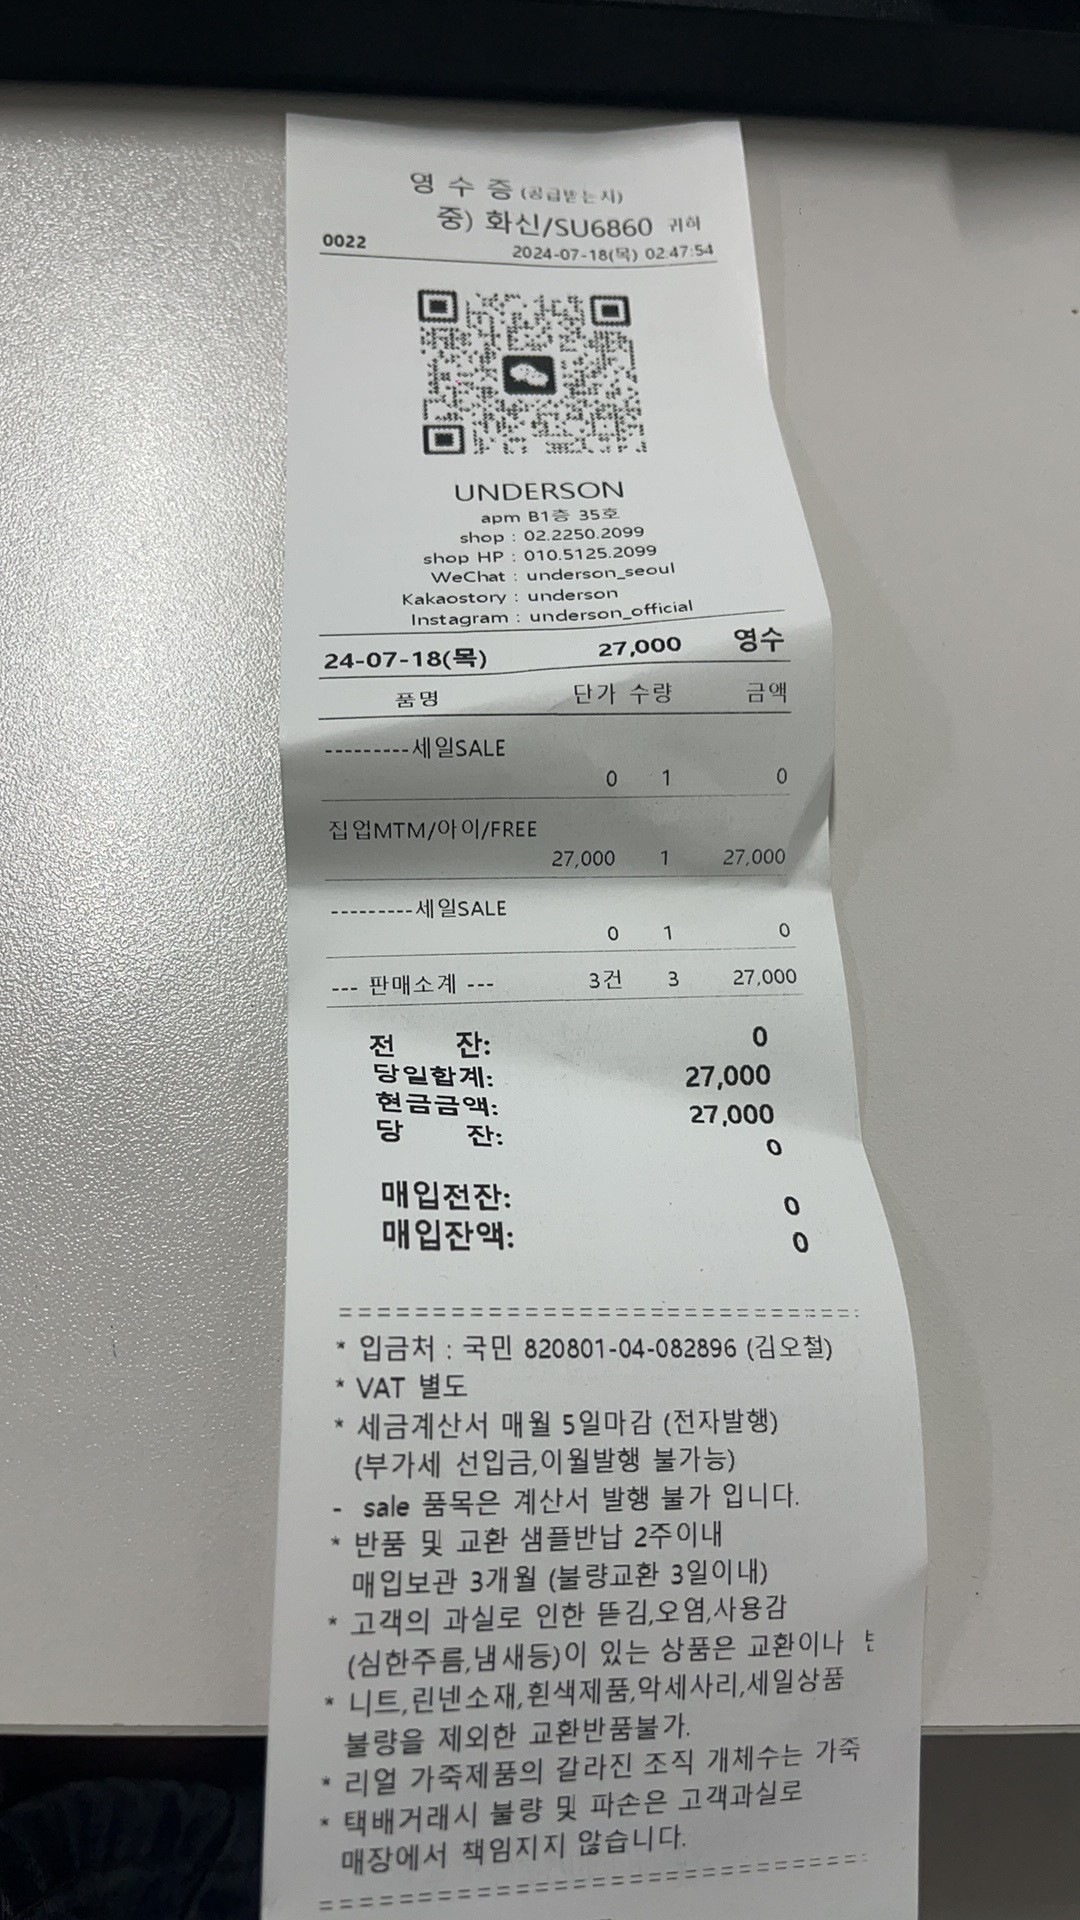 영 수 증 (공급받는자)
중) 화신/SU6860 귀하
0022
2024-07-18(목) 02:47:54
UNDERSON
apm B1층 35호
shop : 02.2250.2099
shop HP : 010.5125.2099
WeChat : underson_seoul
Kakaostory : underson
Instagram : underson_official
24-07-18(목) 27,000 영수
품명 단가 수량 금액
---------세일SALE
0 1 0
집업MTM/아이/FREE
27,000 1 27,000
---------세일SALE
0 1 0
--- 판매소계 --- 3건 3 27,000
전 잔: 0
당일합계: 27,000
현금금액: 27,000
당 잔: 0
매입전잔: 0
매입잔액: 0
==============================
* 입금처 : 국민 820801-04-082896 (김오철)
* VAT 별도
* 세금계산서 매월 5일마감 (전자발행)
(부가세 선입금,이월발행 불가능)
- sale 품목은 계산서 발행 불가 입니다.
* 반품 및 교환 샘플반납 2주이내
매입보관 3개월 (불량교환 3일이내)
* 고객의 과실로 인한 뜯김,오염,사용감
(심한주름,냄새등)이 있는 상품은 교환이나
* 니트,린넨소재,흰색제품,악세사리,세일상품
불량을 제외한 교환반품불가.
* 리얼 가죽제품의 갈라진 조직 개체수는 가죽
* 택배거래시 불량 및 파손은 고객과실로
매장에서 책임지지 않습니다.
==============================